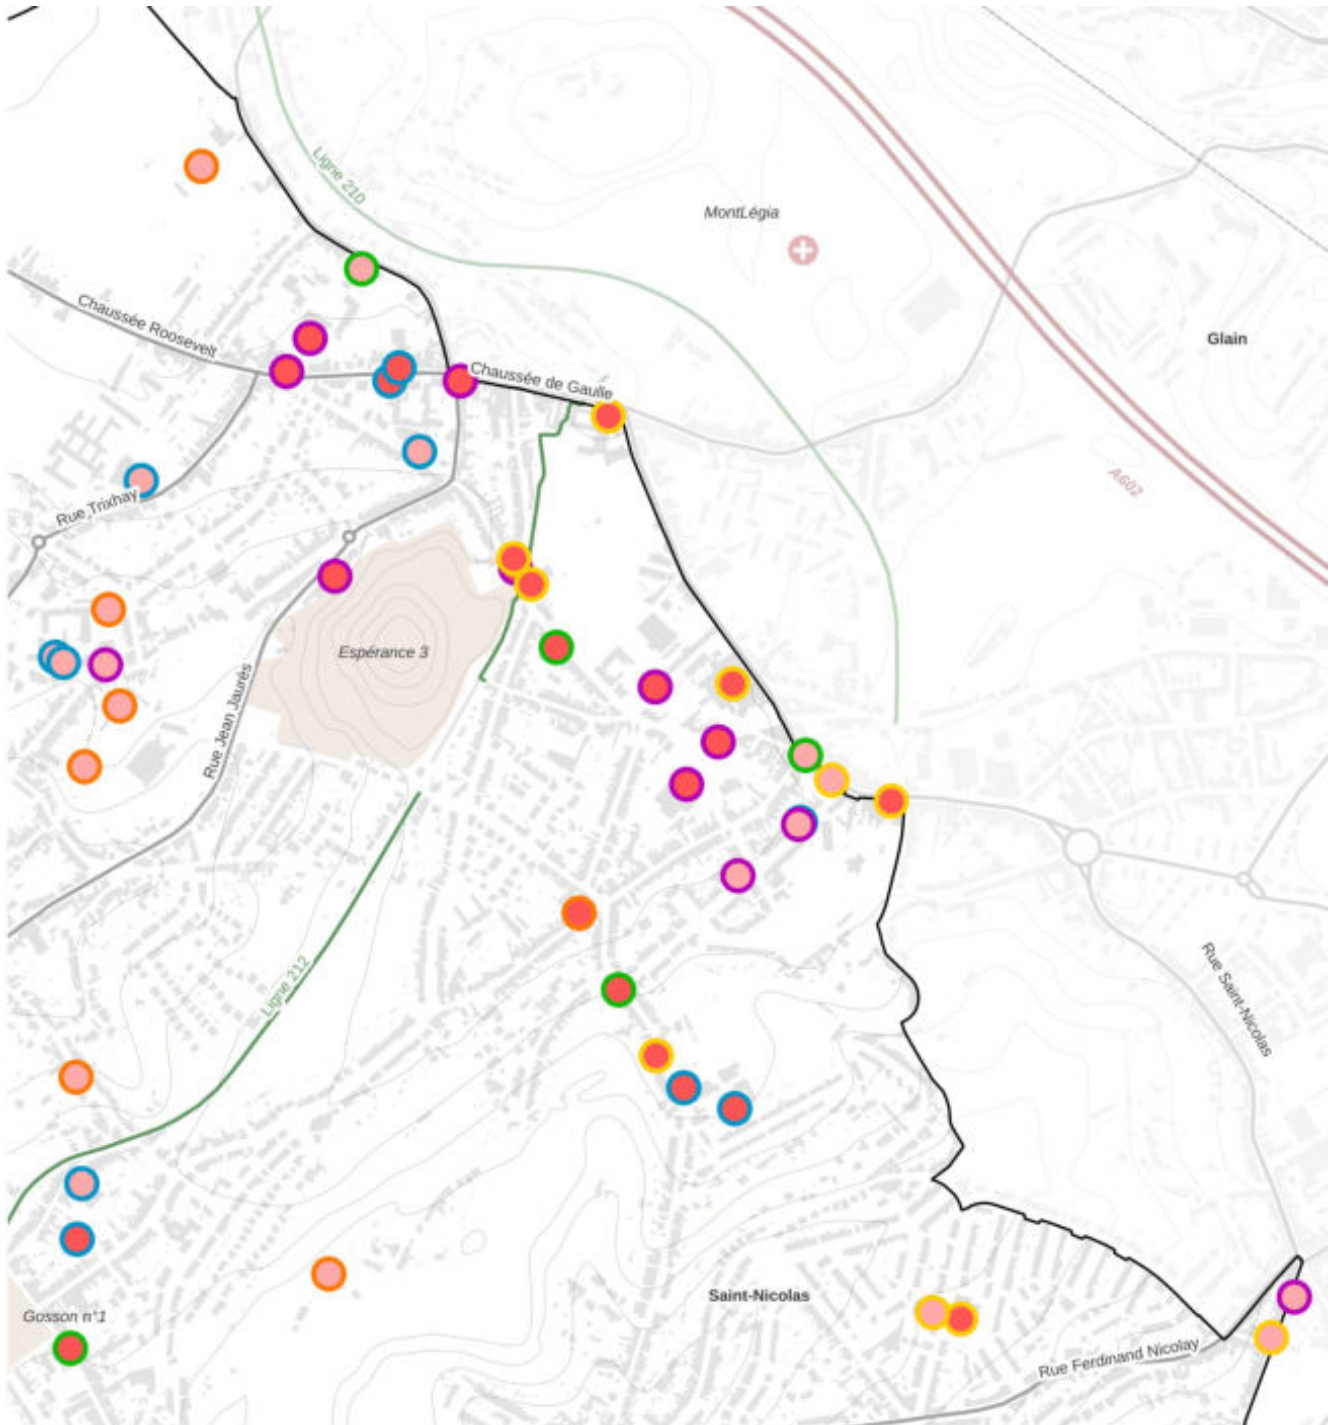 Ligne 210
MontLégia
Chaussée Roosevelt
Glain
Chaussée de Gaulle
A602
Rue Trixhay
Espérance 3
Rue Jean Jaurès
Ligne 212
Rue Saint-Nicolas
Saint-Nicolas
Gosson n°1
Rue Ferdinand Nicolay